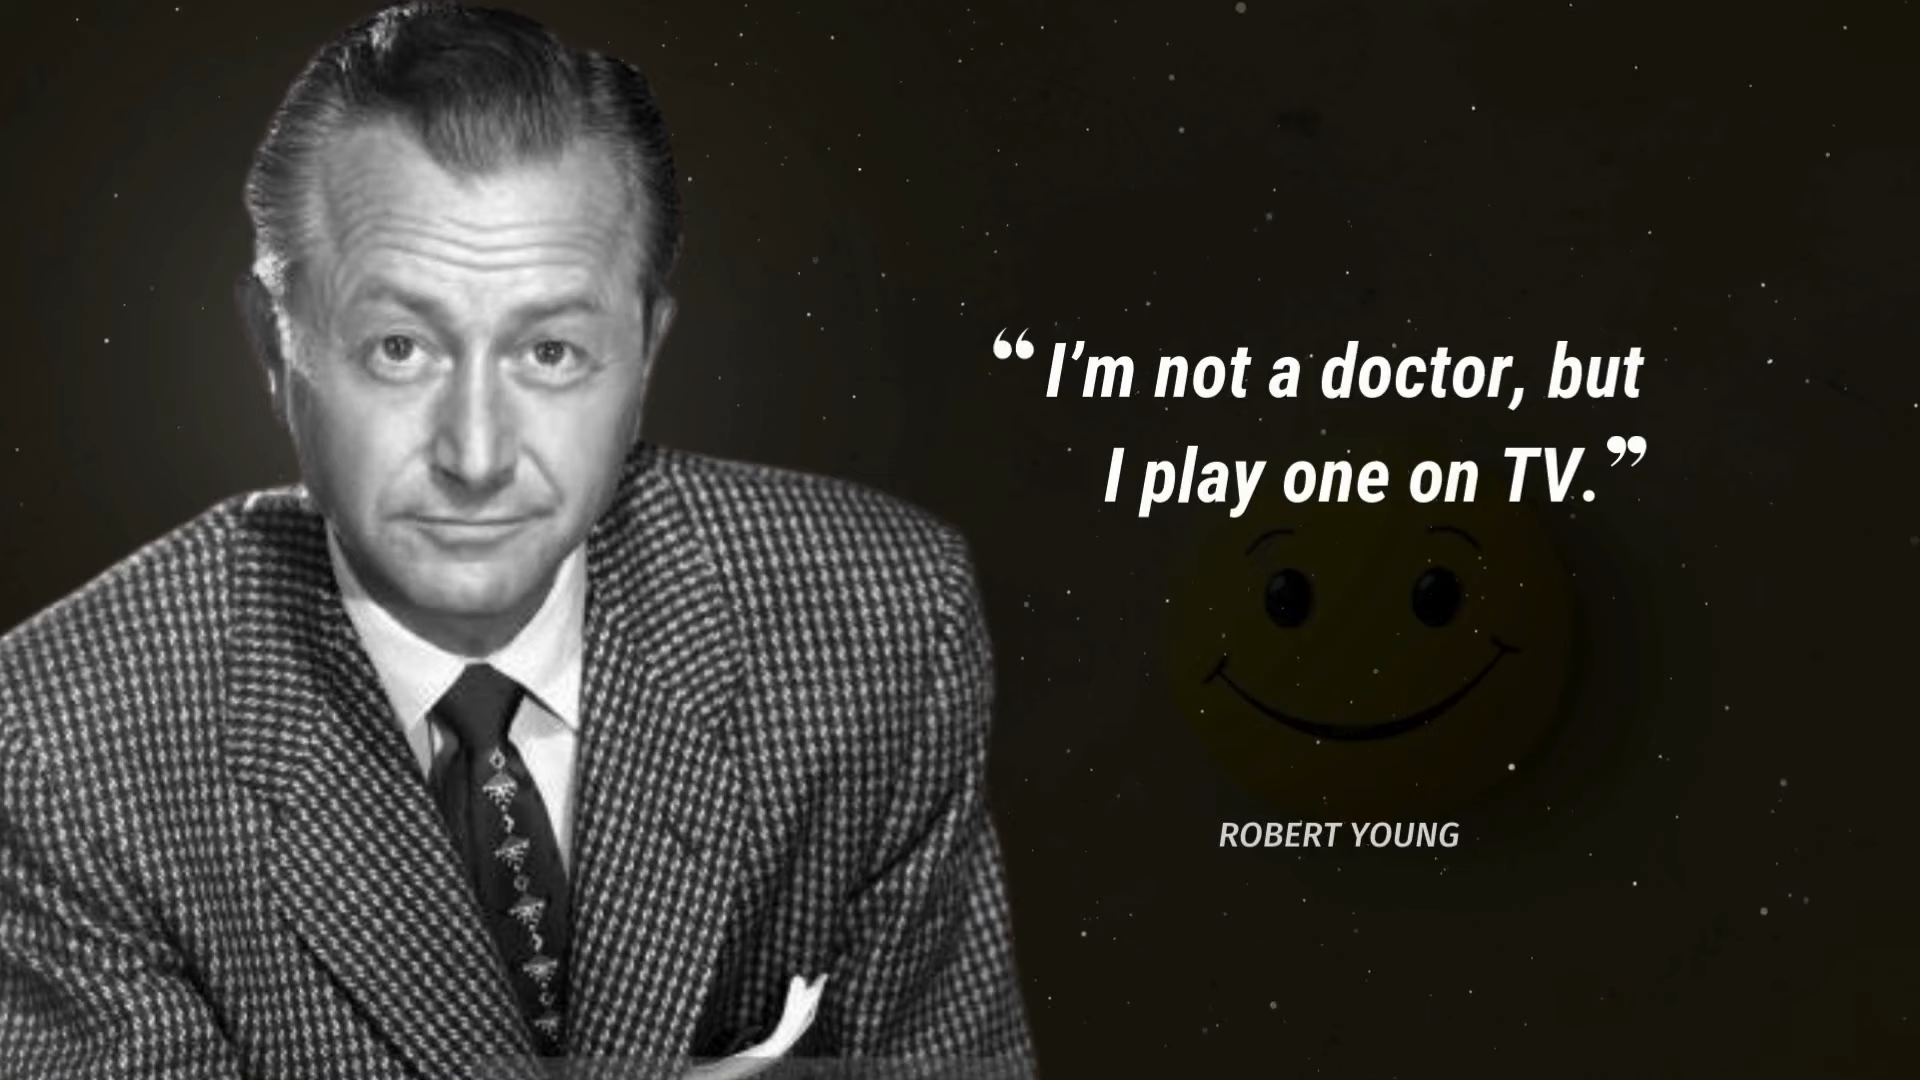 “I’m not a doctor, but
I play one on TV.”
ROBERT YOUNG